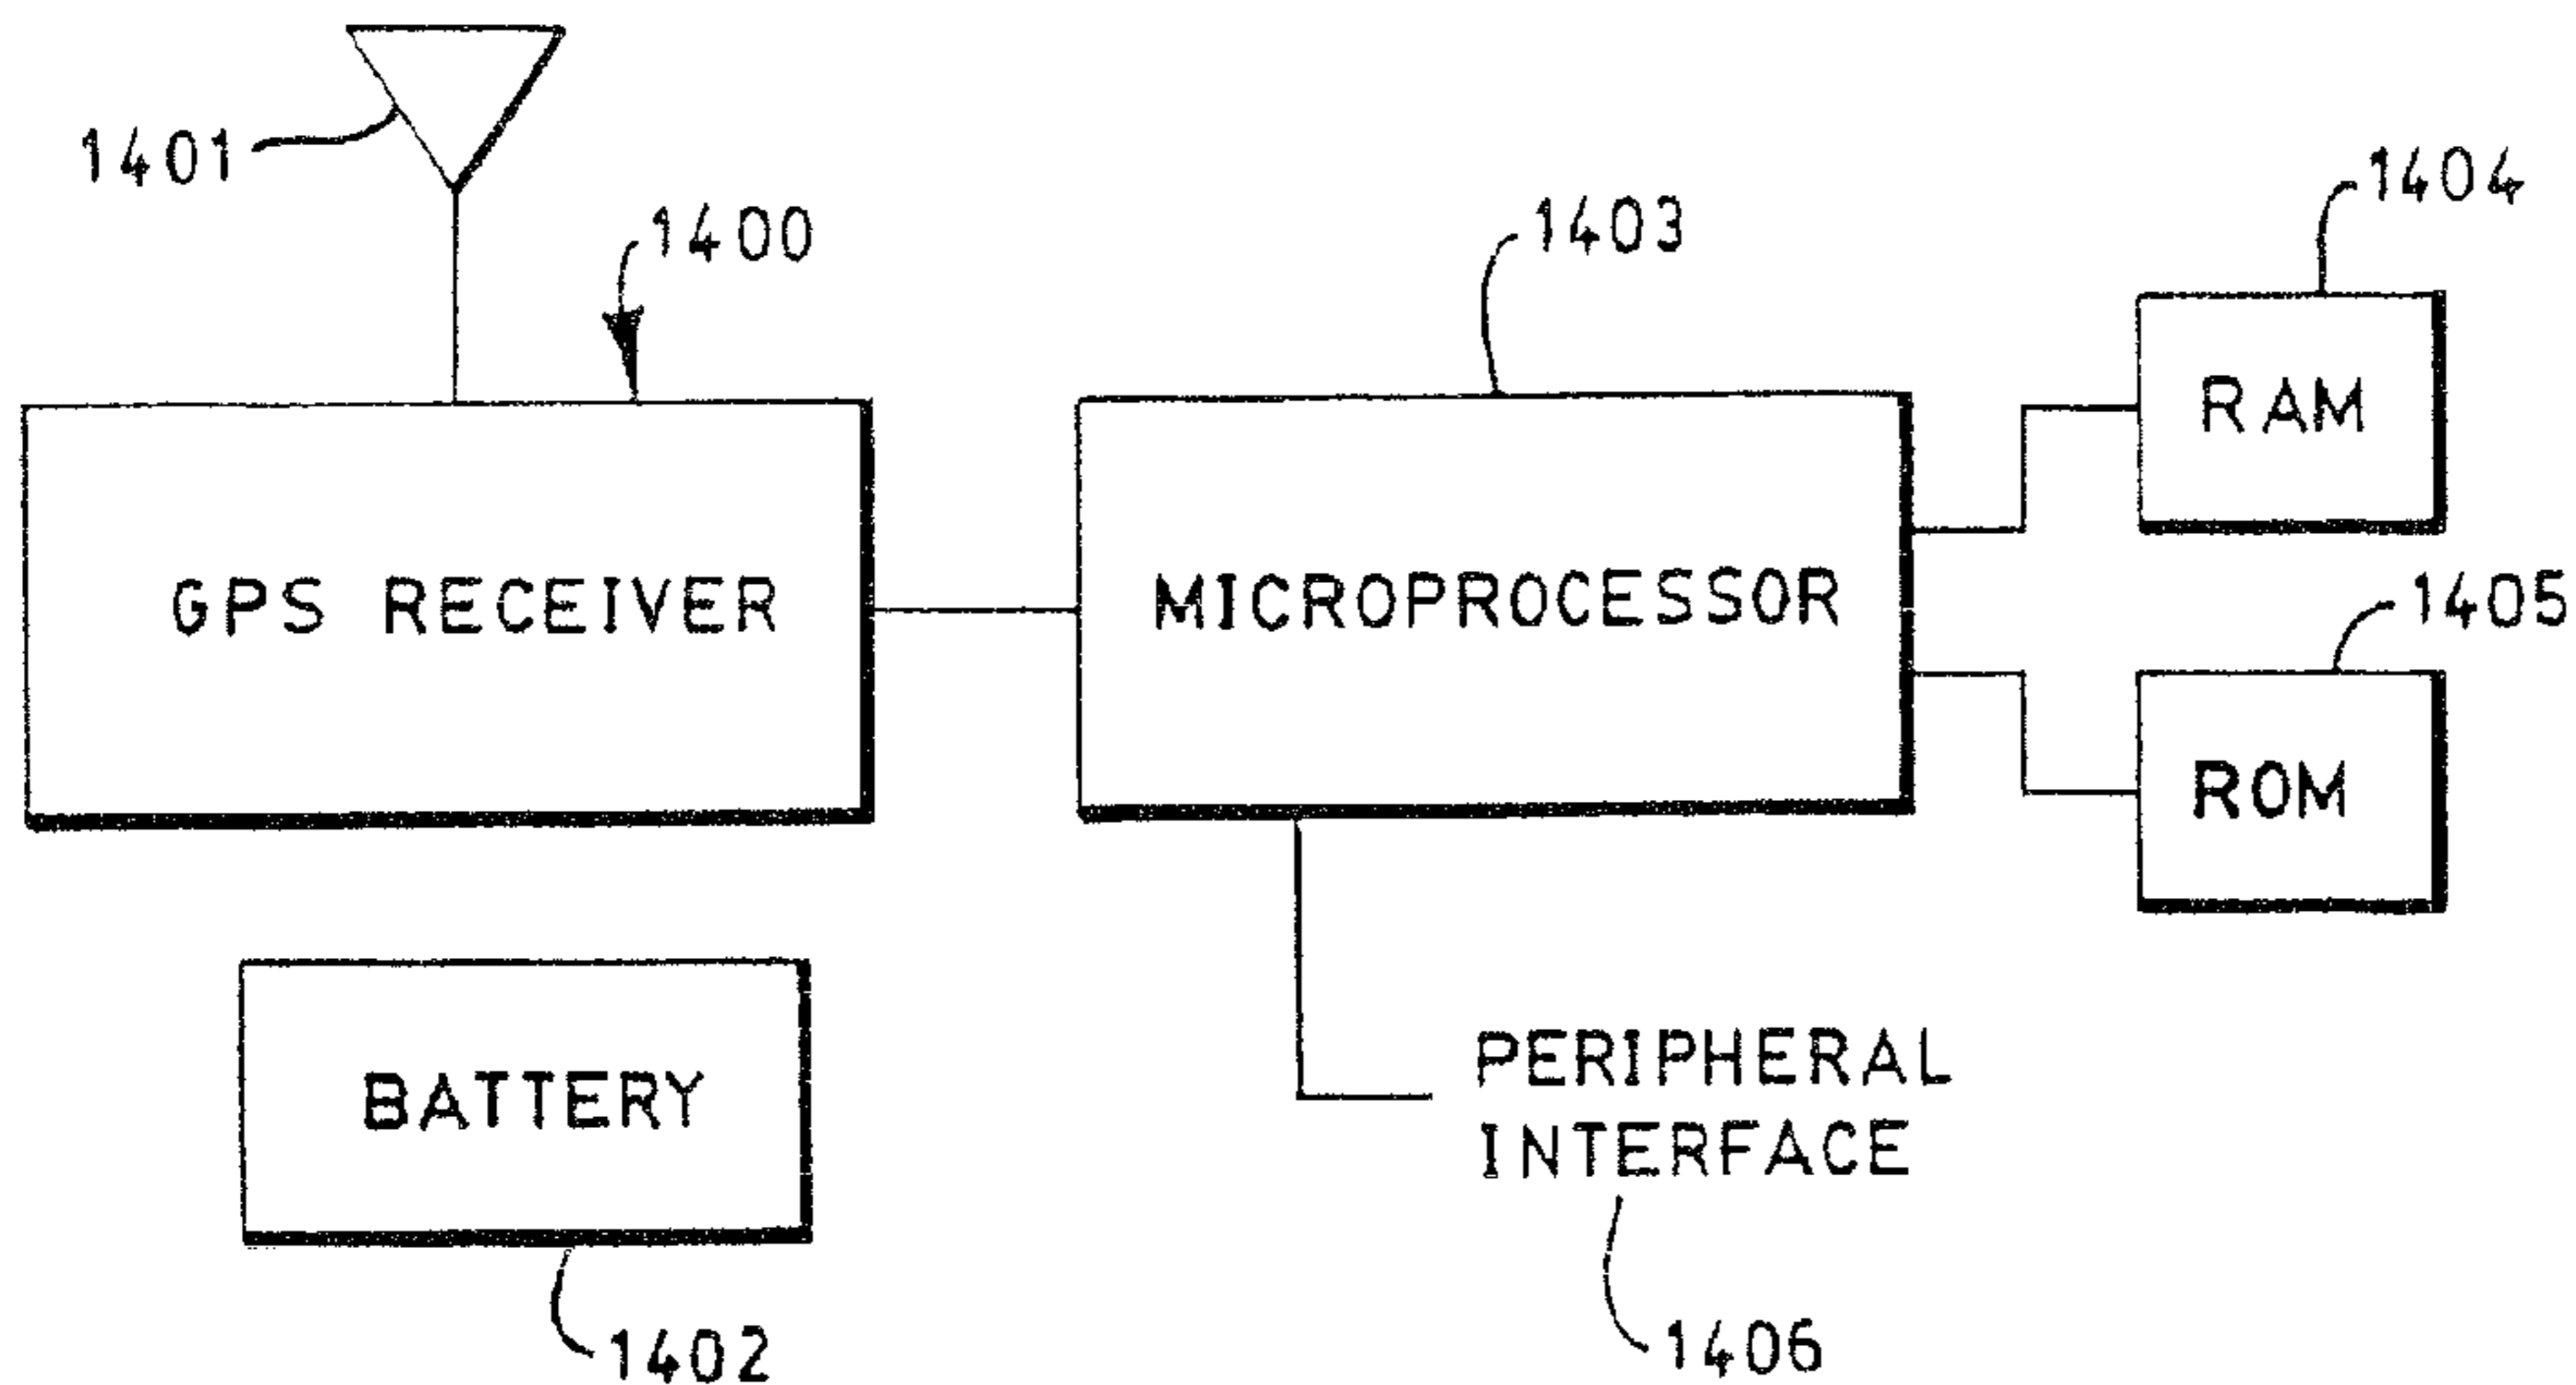 1401
1400
1403
1404
RAM
GPS RECEIVER
MICROPROCESSOR
1405
ROM
BATTERY
PERIPHERAL
INTERFACE
1402
1406